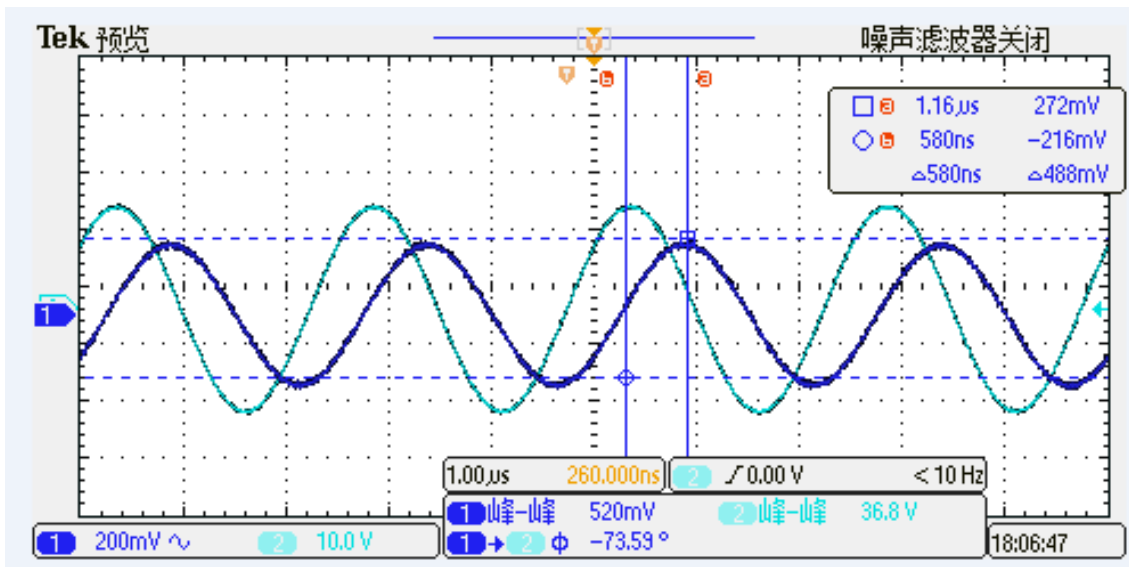 Tek 预览 噪声滤波器关闭
T
T b a
a 1.16µs 272mV
b 580ns −216mV
△580ns △488mV
1
1.00µs 260.000ns 2 0.00 V < 10 Hz
1 峰−峰 520mV 2 峰−峰 36.8 V
1 200mV 2 10.0 V 1 → 2 ϕ −73.59 ° 18:06:47